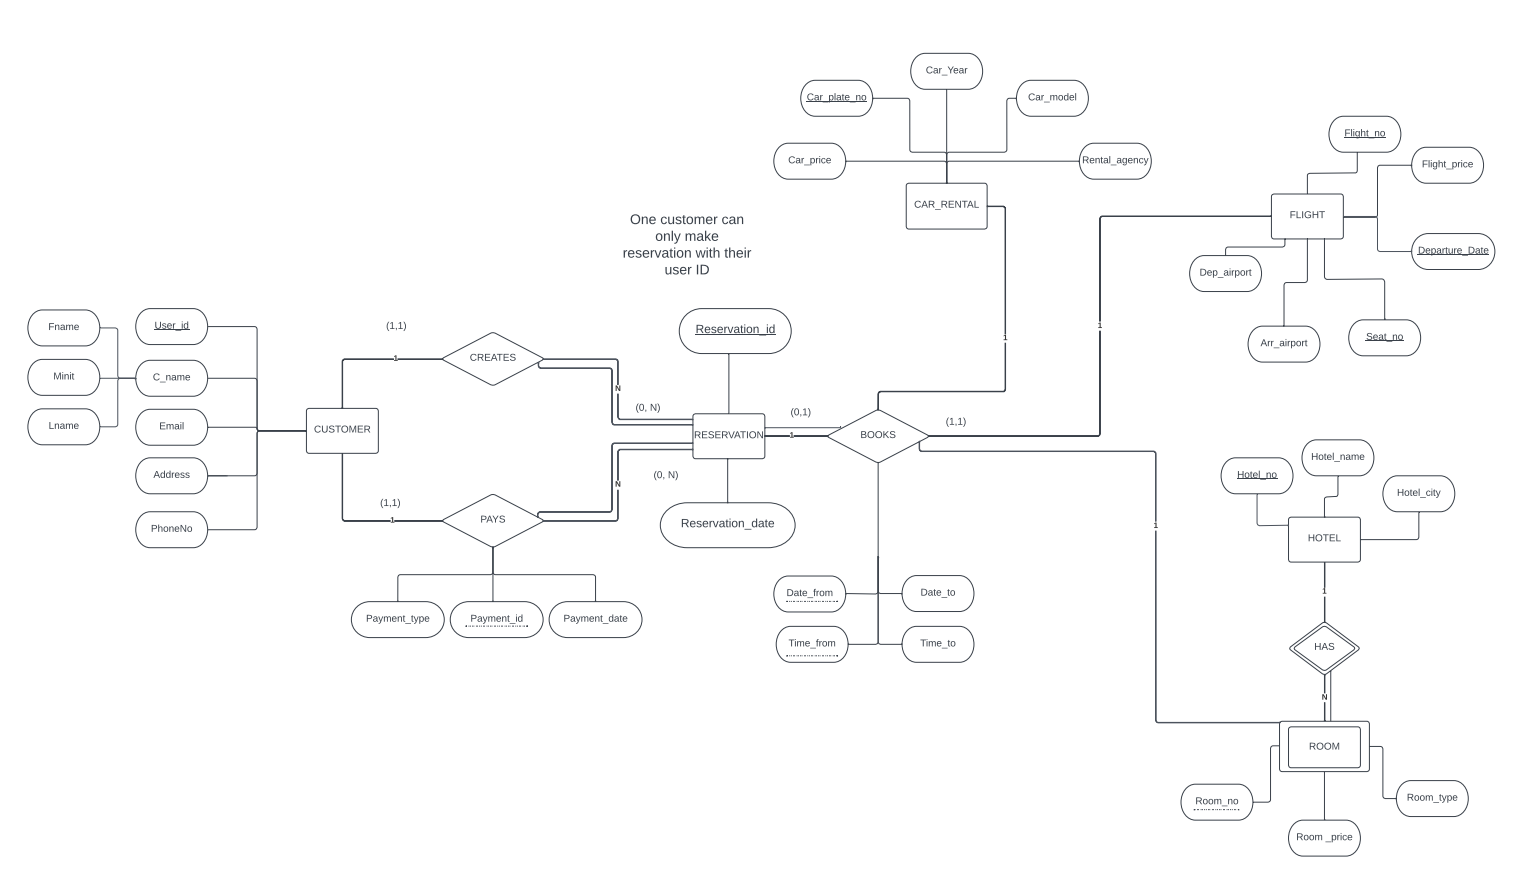 Car_Year
Car_plate_no
Car_model
Car_price
Rental_agency
CAR_RENTAL
Flight_no
Flight_price
FLIGHT
Departure_Date
Dep_airport
Arr_airport
Seat_no
One customer can
only make
reservation with their
user ID
Fname
Minit
Lname
User_id
C_name
Email
Address
PhoneNo
CUSTOMER
(1,1)
1
CREATES
N
(0, N)
(1,1)
1
PAYS
N
(0, N)
Payment_type
Payment_id
Payment_date
Reservation_id
RESERVATION
Reservation_date
(0,1)
1
BOOKS
(1,1)
1
1
1
Date_from
Date_to
Time_from
Time_to
Hotel_no
Hotel_name
Hotel_city
HOTEL
1
HAS
N
ROOM
Room_no
Room_type
Room _price